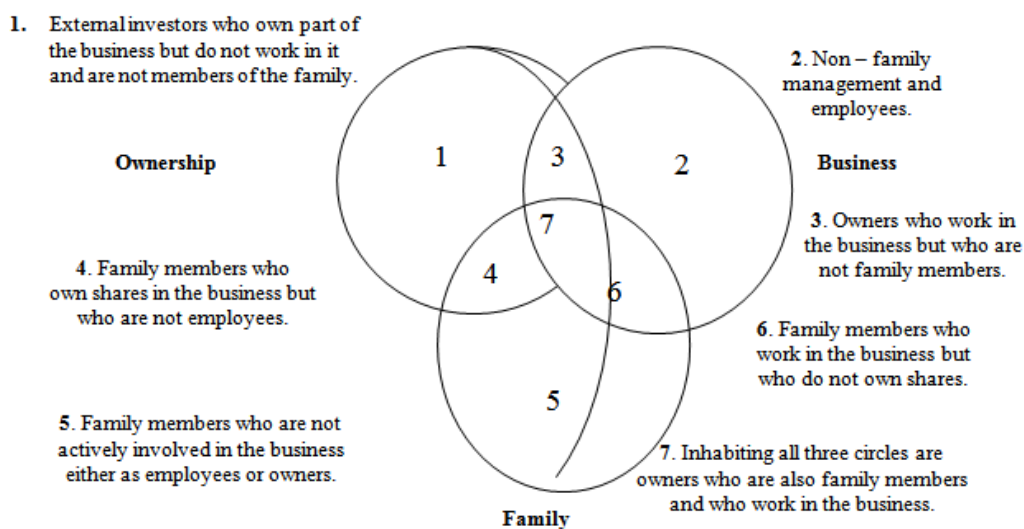 1. External investors who own part of
the business but do not work in it
and are not members of the family.
2. Non – family
management and
employees.
Ownership
1
3
2
Business
7
3. Owners who work in
the business but who are
not family members.
4. Family members who
own shares in the business but
who are not employees.
4
6
6. Family members who
work in the business but
who do not own shares.
5
5. Family members who are not
actively involved in the business
either as employees or owners.
7. Inhabiting all three circles are
owners who are also family members
and who work in the business.
Family